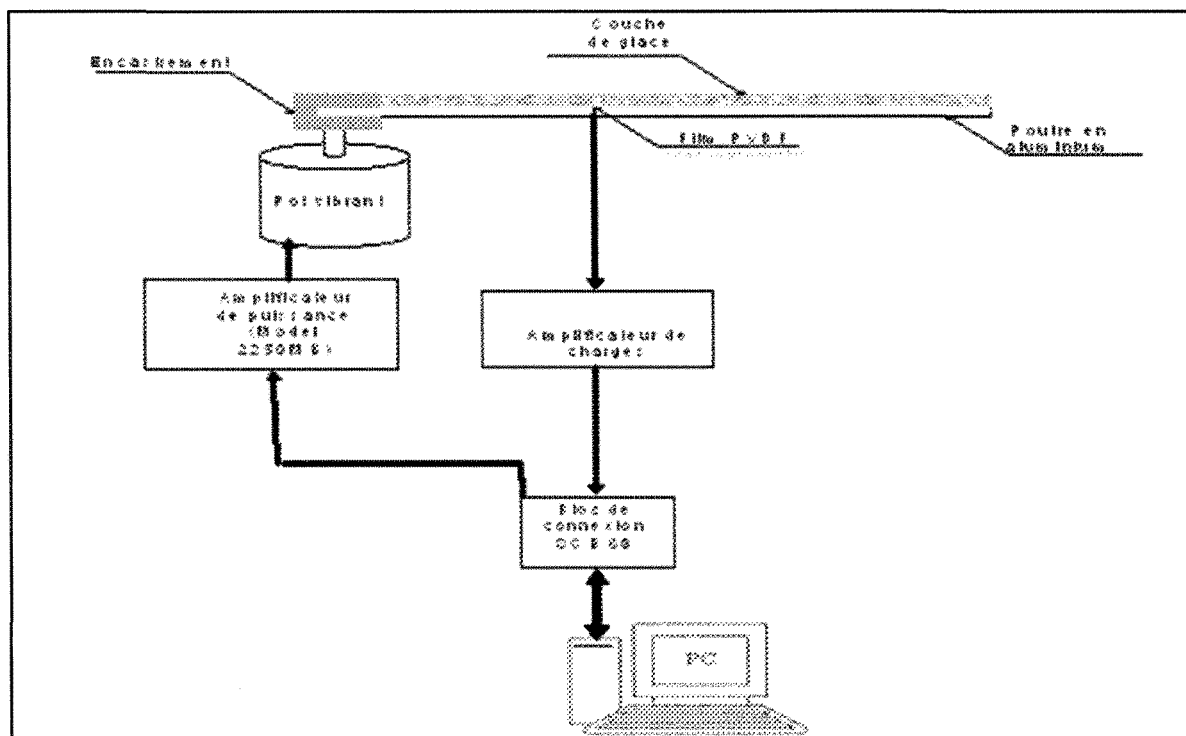 Couche
de glace
Encastrement
Film PVDF
Poutre en
aluminium
Pot vibrant
Amplificateur
de puissance
(Model
2250MB)
Amplificateur de
charges
Bloc de
connexion
PC